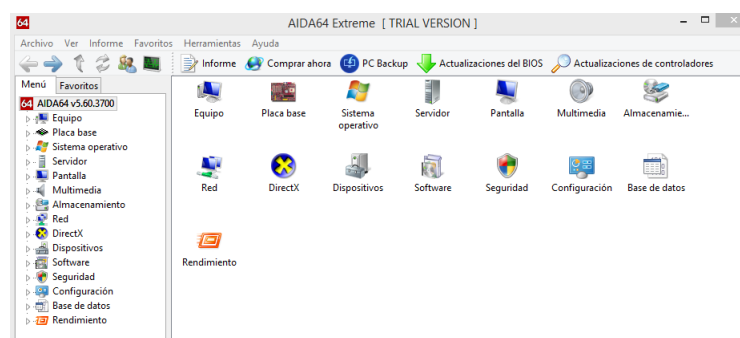 64 AIDA64 Extreme [ TRIAL VERSION ]
Archivo Ver Informe Favoritos Herramientas Ayuda
Informe Comprar ahora PC Backup Actualizaciones del BIOS Actualizaciones de controladores
Menú Favoritos
64 AIDA64 v5.60.3700
Equipo
Placa base
Sistema operativo
Servidor
Pantalla
Multimedia
Almacenamiento
Red
DirectX
Dispositivos
Software
Seguridad
Configuración
Base de datos
Rendimiento
Equipo Placa base Sistema operativo Servidor Pantalla Multimedia Almacenamie...
Red DirectX Dispositivos Software Seguridad Configuración Base de datos
Rendimiento